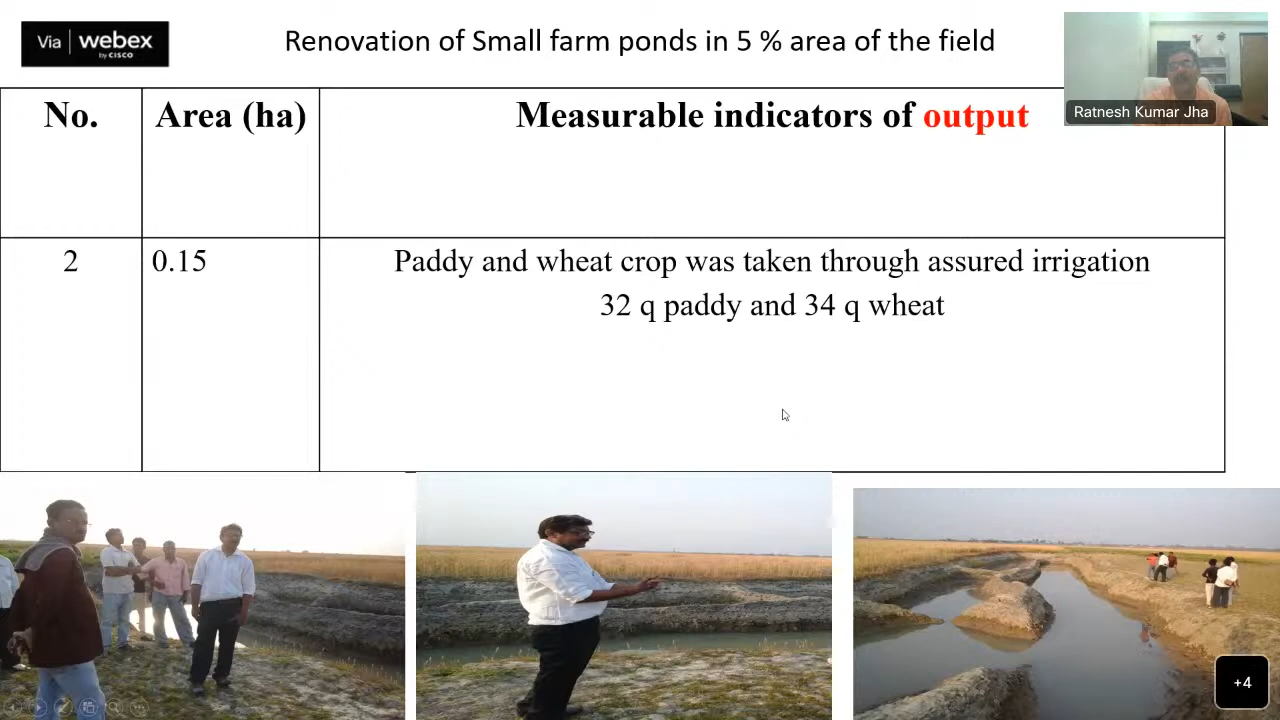 Via webex
by CISCO
Renovation of Small farm ponds in 5 % area of the field
Ratnesh Kumar Jha
No. Area (ha) Measurable indicators of output
2 0.15 Paddy and wheat crop was taken through assured irrigation
32 q paddy and 34 q wheat
+4